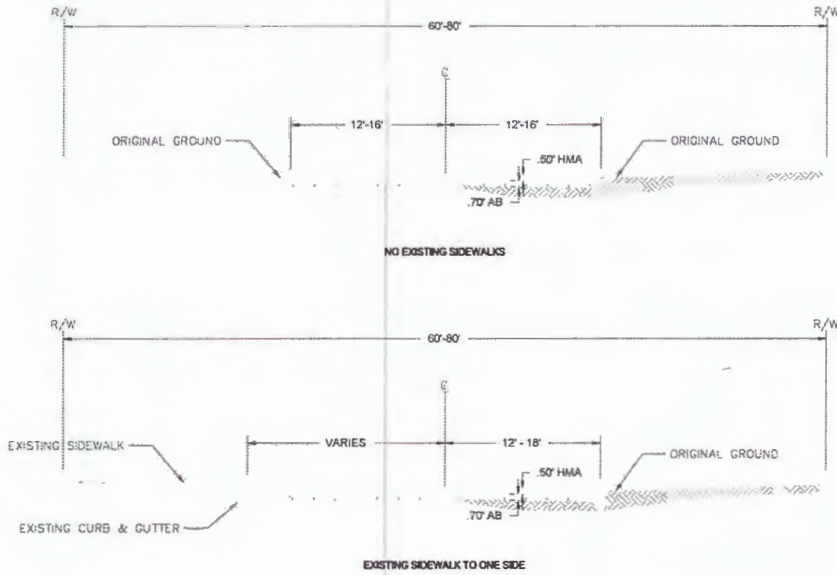 R/W R/W
60'-80'
℄
12'-16' 12'-16'
ORIGINAL GROUND ORIGINAL GROUND
.50' HMA
.70' AB
NO EXISTING SIDEWALKS
R/W R/W
60'-80'
℄
VARIES 12' - 18'
EXISTING SIDEWALK ORIGINAL GROUND
.50' HMA
.70' AB
EXISTING CURB & GUTTER
EXISTING SIDEWALK TO ONE SIDE